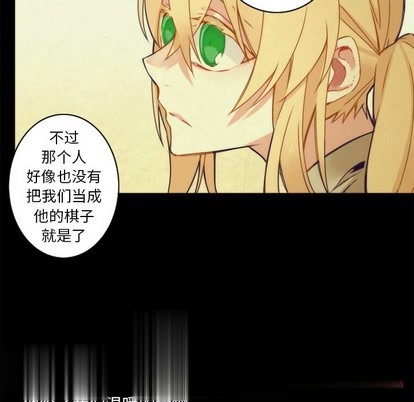 不过
那个人
好像也没有
把我们当成
他的棋子
就是了